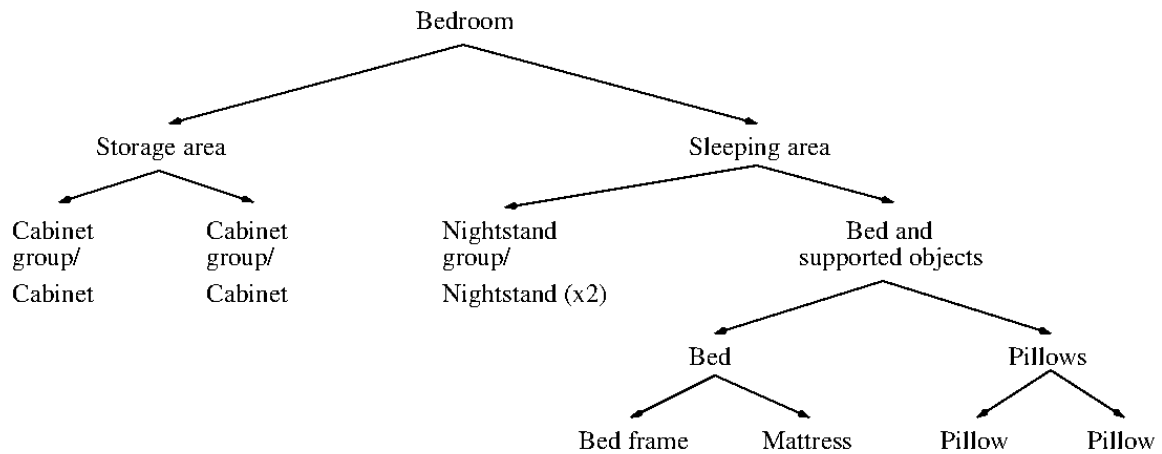 Bedroom
Storage area
Sleeping area
Cabinet
group/
Cabinet
Cabinet
group/
Cabinet
Nightstand
group/
Nightstand (x2)
Bed and
supported objects
Bed
Pillows
Bed frame
Mattress
Pillow
Pillow